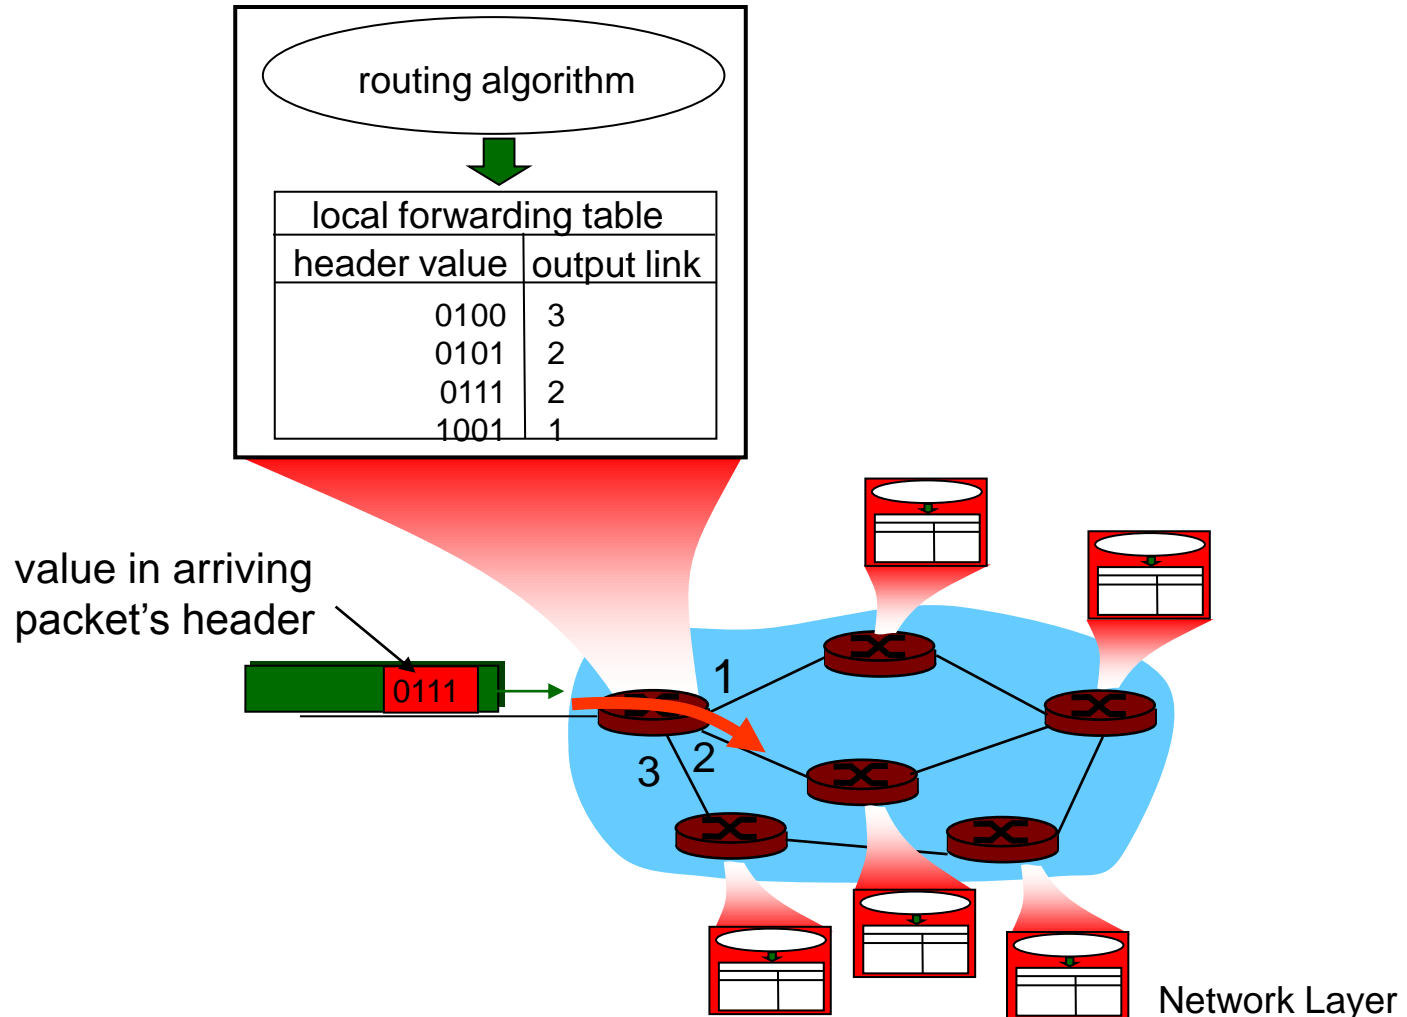 routing algorithm
local forwarding table
header value output link
0100 3
0101 2
0111 2
1001 1
value in arriving
packet’s header
0111
1
2
3
Network Layer